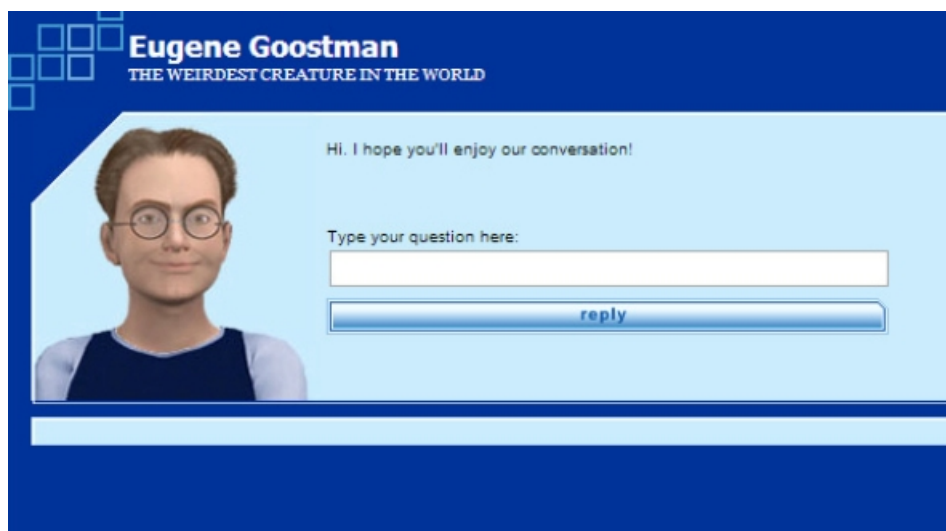 Eugene Goostman
THE WEIRDEST CREATURE IN THE WORLD
Hi. I hope you'll enjoy our conversation!
Type your question here:
reply